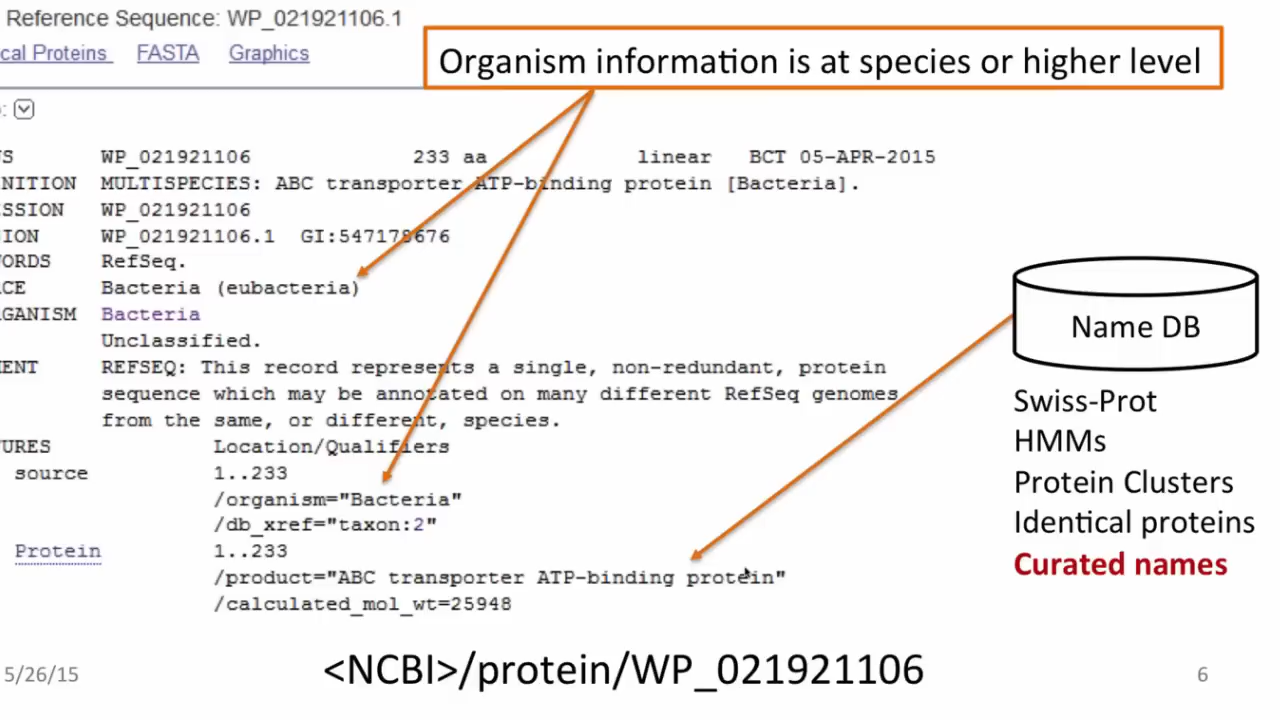 Reference Sequence: WP_021921106.1
cal Proteins FASTA Graphics
Organism information is at species or higher level
:
S WP_021921106 233 aa linear BCT 05-APR-2015
NITION MULTISPECIES: ABC transporter ATP-binding protein [Bacteria].
ESSION WP_021921106
ION WP_021921106.1 GI:547179676
ORDS RefSeq.
CE Bacteria (eubacteria)
GANISM Bacteria
Unclassified.
ENT REFSEQ: This record represents a single, non-redundant, protein
sequence which may be annotated on many different RefSeq genomes
from the same, or different, species.
URES Location/Qualifiers
source 1..233
/organism="Bacteria"
/db_xref="taxon:2"
Protein 1..233
/product="ABC transporter ATP-binding protein"
/calculated_mol_wt=25948
Name DB
Swiss-Prot
HMMs
Protein Clusters
Identical proteins
Curated names
5/26/15
<NCBI>/protein/WP_021921106
6